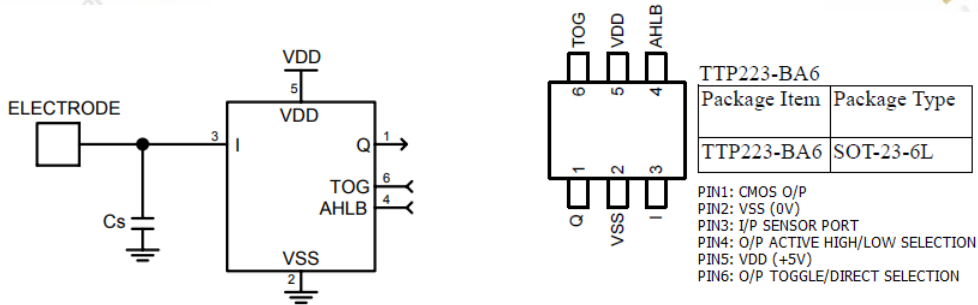 VDD
5
ELECTRODE
VDD
3
I
Q
1
TOG
6
AHLB
4
Cs
VSS
2
TOG
VDD
AHLB
6
5
4
1
2
3
Q
VSS
I
TTP223-BA6
Package Item Package Type
TTP223-BA6 SOT-23-6L
PIN1: CMOS O/P
PIN2: VSS (0V)
PIN3: I/P SENSOR PORT
PIN4: O/P ACTIVE HIGH/LOW SELECTION
PIN5: VDD (+5V)
PIN6: O/P TOGGLE/DIRECT SELECTION